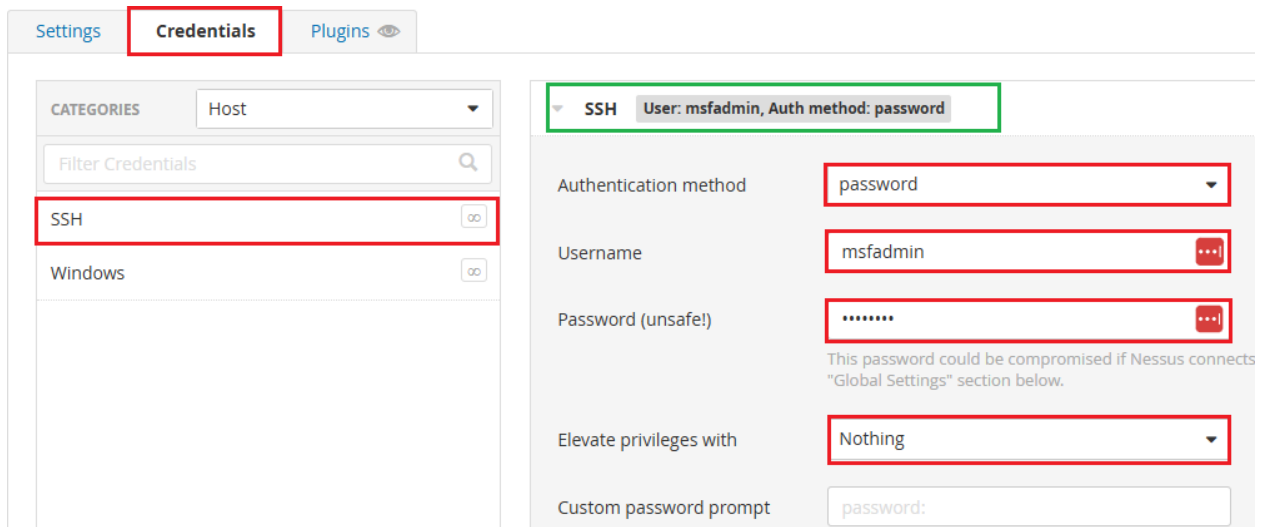 Settings Credentials Plugins
CATEGORIES Host
SSH User: msfadmin, Auth method: password
Filter Credentials
SSH
Windows
Authentication method password
Username msfadmin
Password (unsafe!) ••••••••
This password could be compromised if Nessus connects
"Global Settings" section below.
Elevate privileges with Nothing
Custom password prompt password: